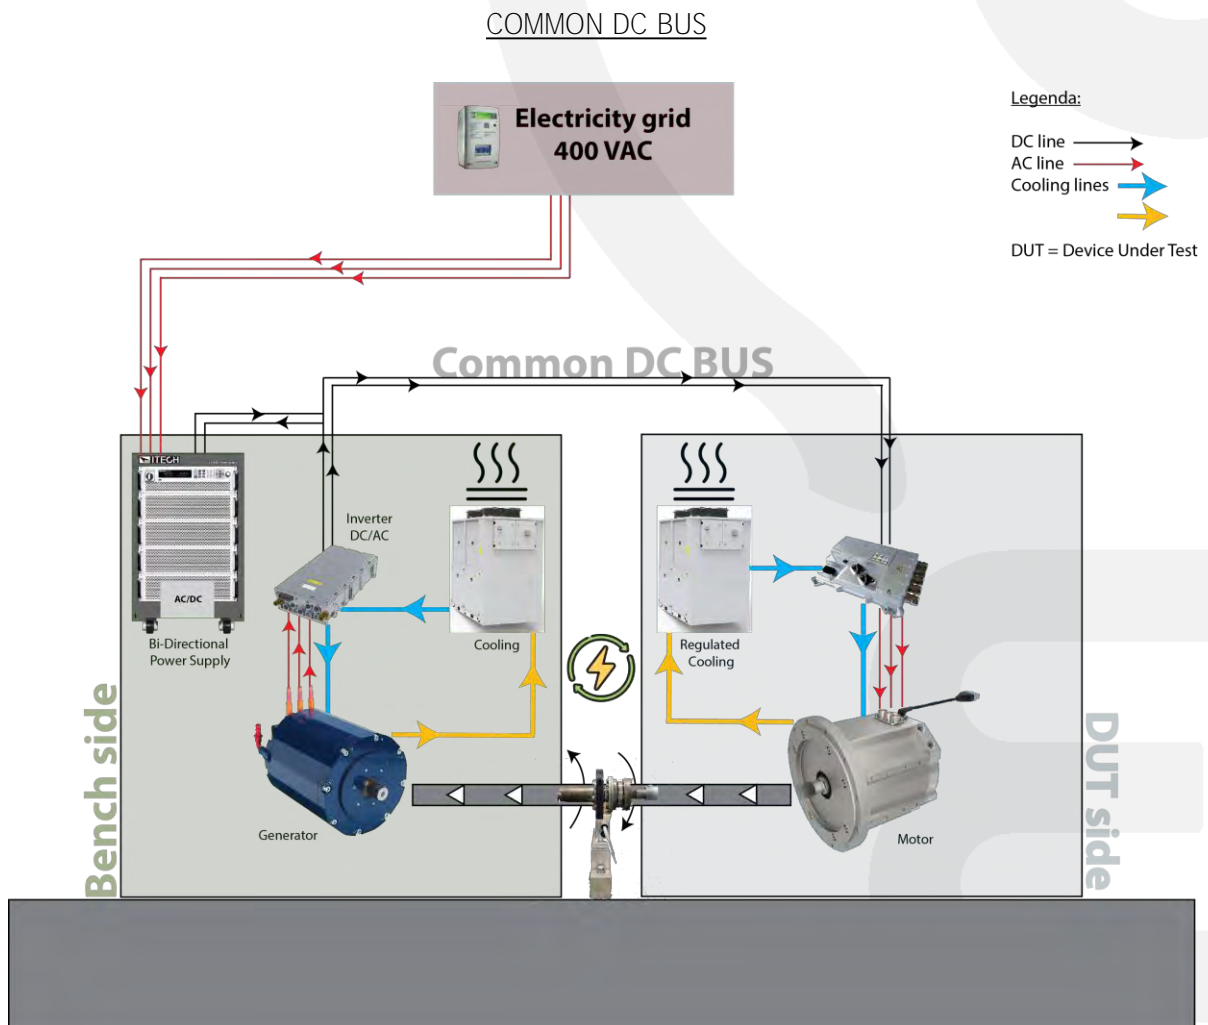 COMMON DC BUS
Electricity grid
400 VAC
Legenda:
DC line
AC line
Cooling lines
DUT = Device Under Test
Common DC BUS
ITECH
Inverter
DC/AC
AC/DC
Bi-Directional
Power Supply
Cooling
Regulated
Cooling
Bench side
DUT side
Generator
Motor